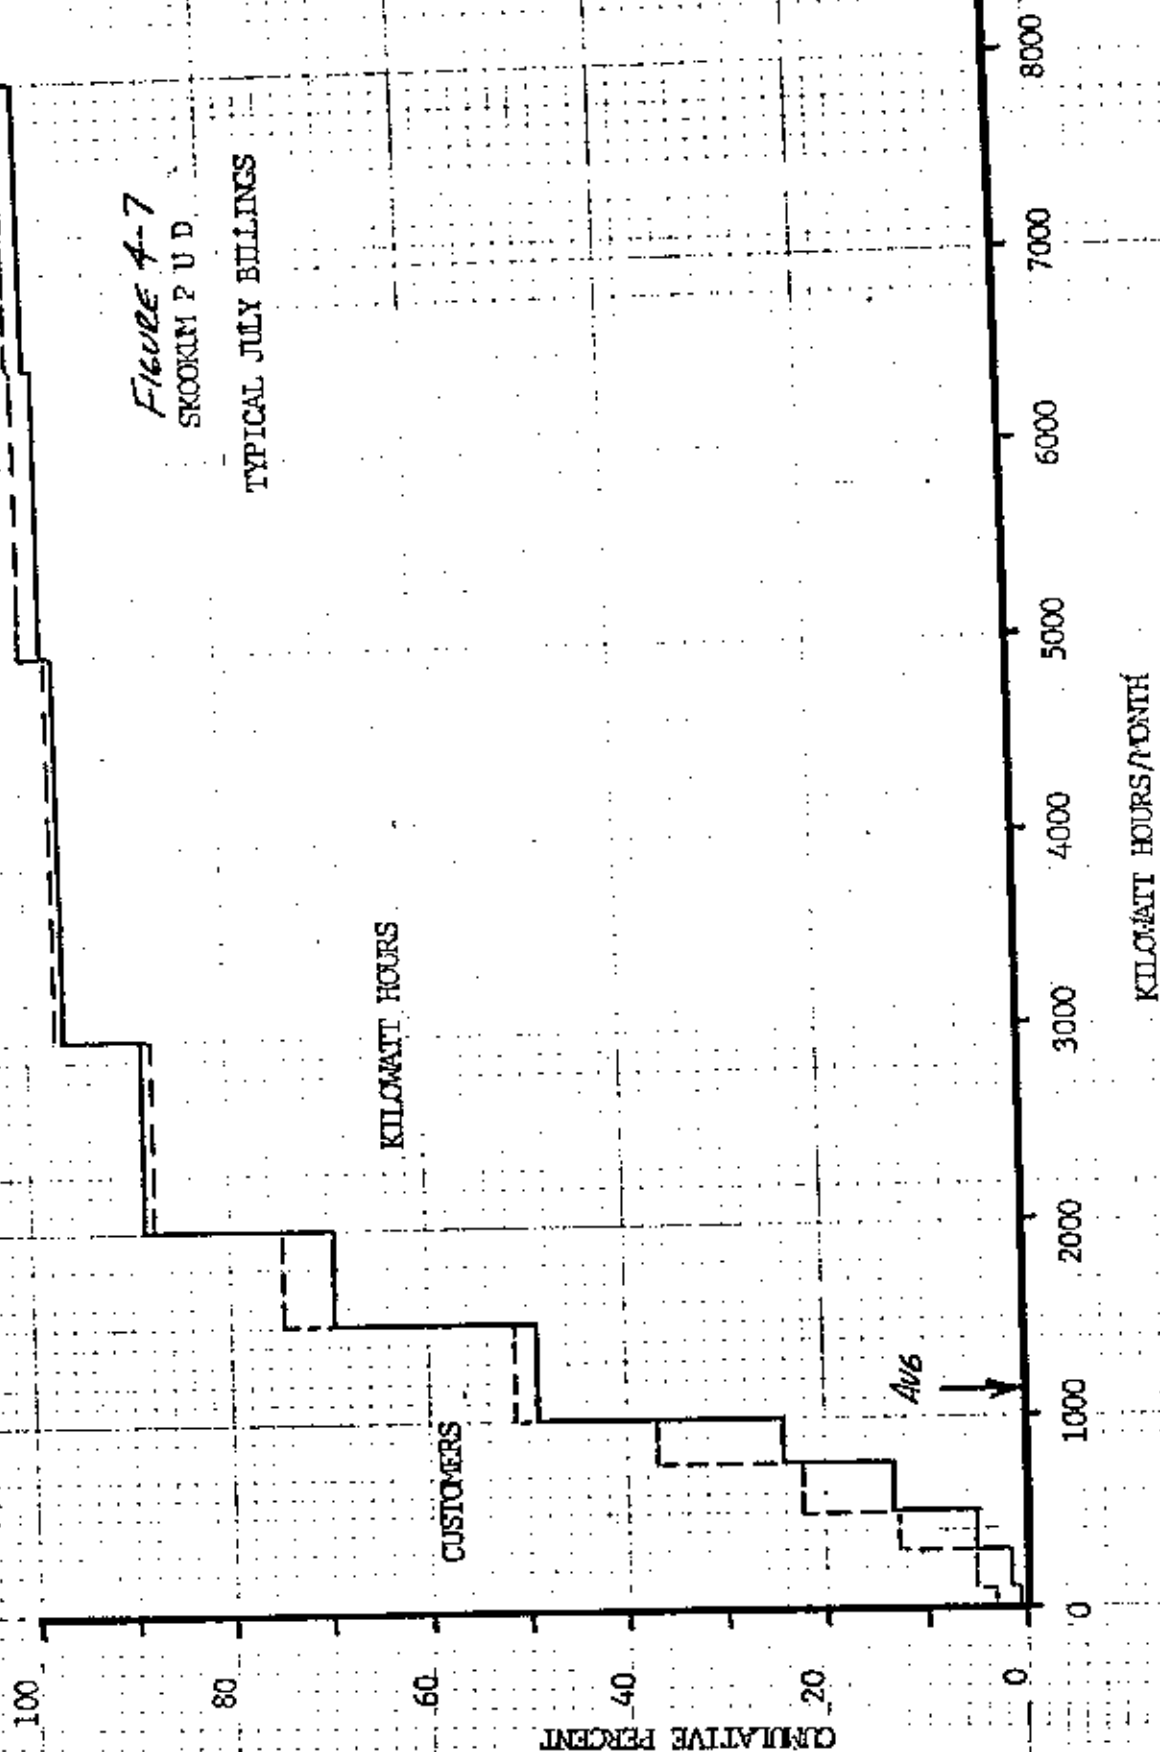 FIGURE 4-7
SKOOKUM P U D
TYPICAL JULY BILLINGS
KILOWATT HOURS
CUSTOMERS
AVG
CUMULATIVE PERCENT
100
80
60
40
20
0
0
1000
2000
3000
4000
5000
6000
7000
8000
KILOWATT HOURS/MONTH